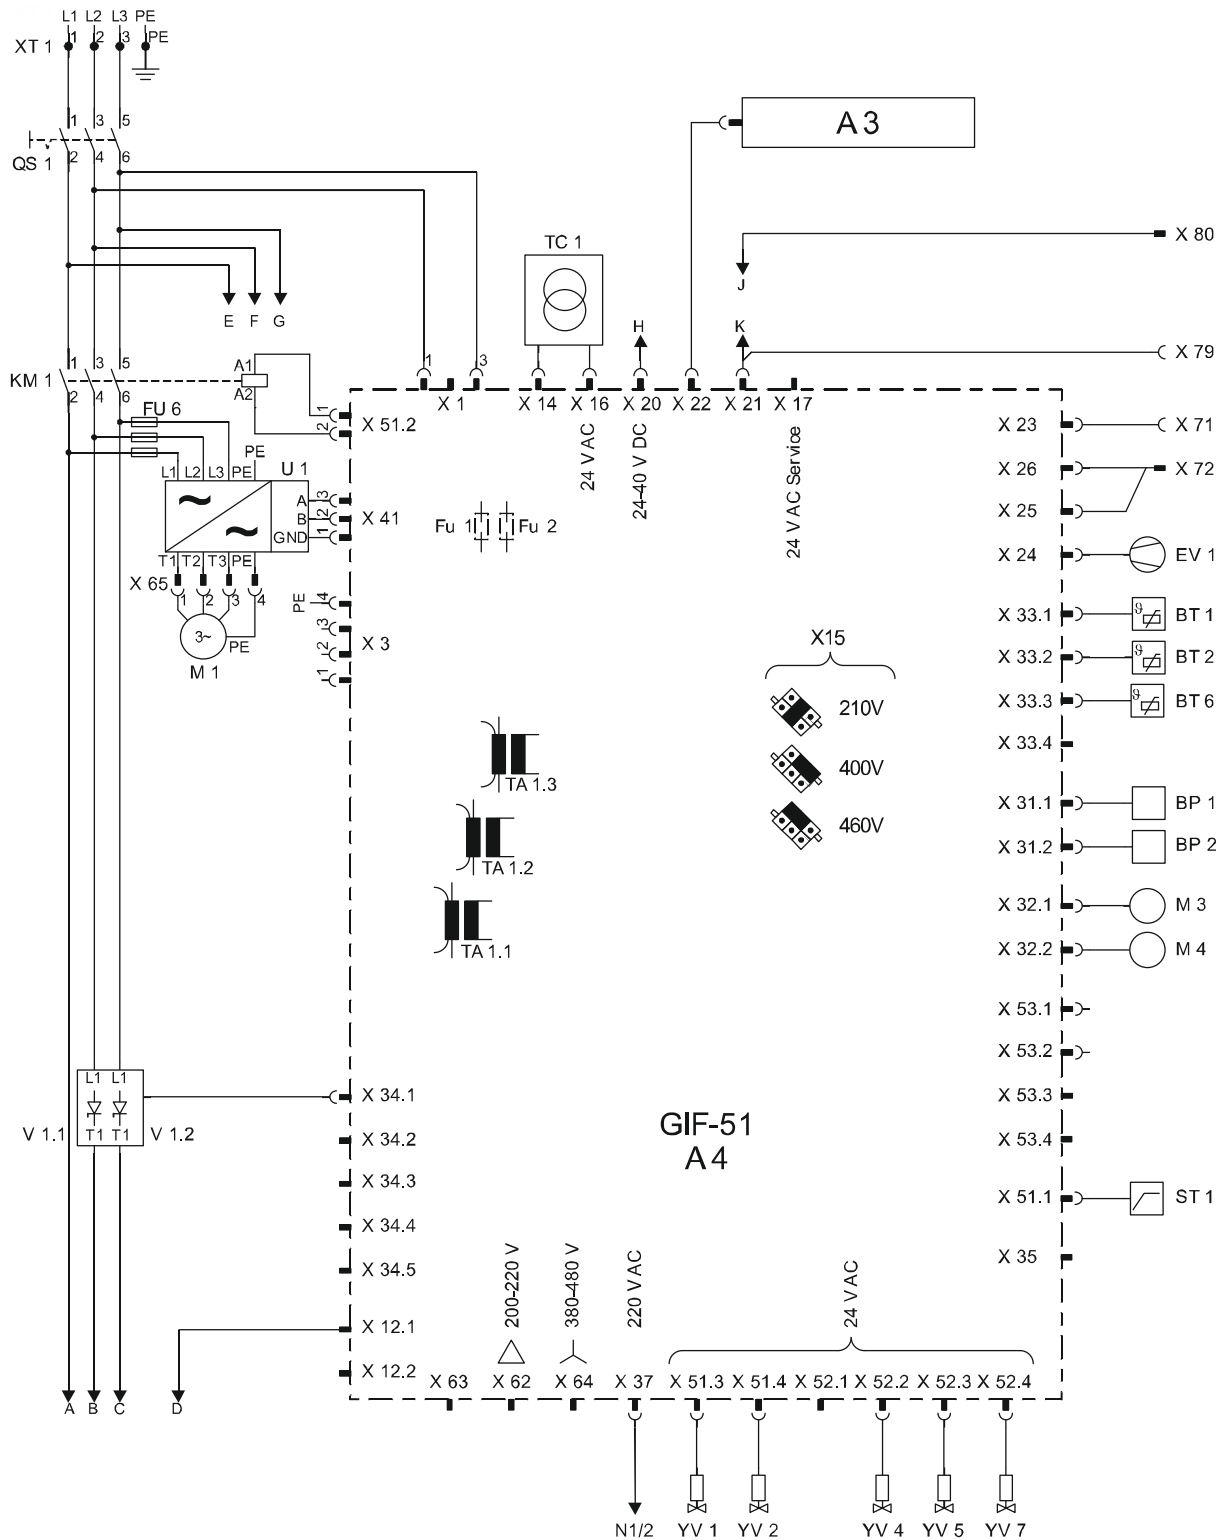 L1 L2 L3 PE
XT 1 1 2 3 PE
1 3 5
QS 1 2 4 6
A 3
X 80
TC 1
J
E F G
H K
X 79
1 3 5
KM 1 A1
A2
2 4 6
1 3
X 1 X 14 X 16 X 20 X 22 X 21 X 17
24 V AC
24-40 V DC
24 V AC Service
FU 6
1
2
X 51.2
X 23 X 71
X 26 X 72
X 25
X 24 EV 1
PE
L1 L2 L3 PE U 1
A 3
B 2
GND 1
X 41
Fu 1 Fu 2
T1 T2 T3 PE
X 65 1 2 3 4
3~
PE
M 1
PE 4
3
2
1
X 3
X15
210V
400V
460V
X 33.1 ϑ BT 1
X 33.2 ϑ BT 2
X 33.3 ϑ BT 6
X 33.4
TA 1.3
TA 1.2
TA 1.1
X 31.1 BP 1
X 31.2 BP 2
X 32.1 M 3
X 32.2 M 4
X 53.1
X 53.2
X 53.3
X 53.4
X 51.1 ST 1
X 35
L1 L1
V 1.1 T1 T1 V 1.2
X 34.1
X 34.2
X 34.3
X 34.4
X 34.5
X 12.1
X 12.2
GIF-51
A 4
200-220 V
380-480 V
220 V AC
24 V AC
X 63 X 62 X 64 X 37 X 51.3 X 51.4 X 52.1 X 52.2 X 52.3 X 52.4
A B C D
N1/2 YV 1 YV 2 YV 4 YV 5 YV 7